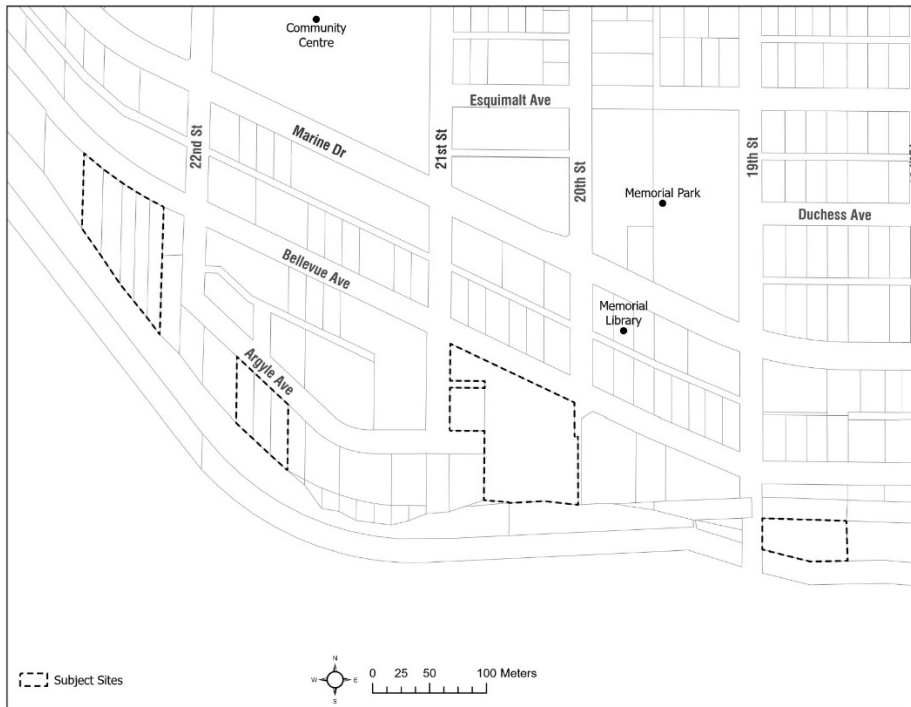 Community
Centre
Esquimalt Ave
Marine Dr
22nd St
21st St
20th St
19th St
Memorial Park
Duchess Ave
Bellevue Ave
Memorial
Library
Argyle Ave
Subject Sites
N
W
E
S
0 25 50 100 Meters